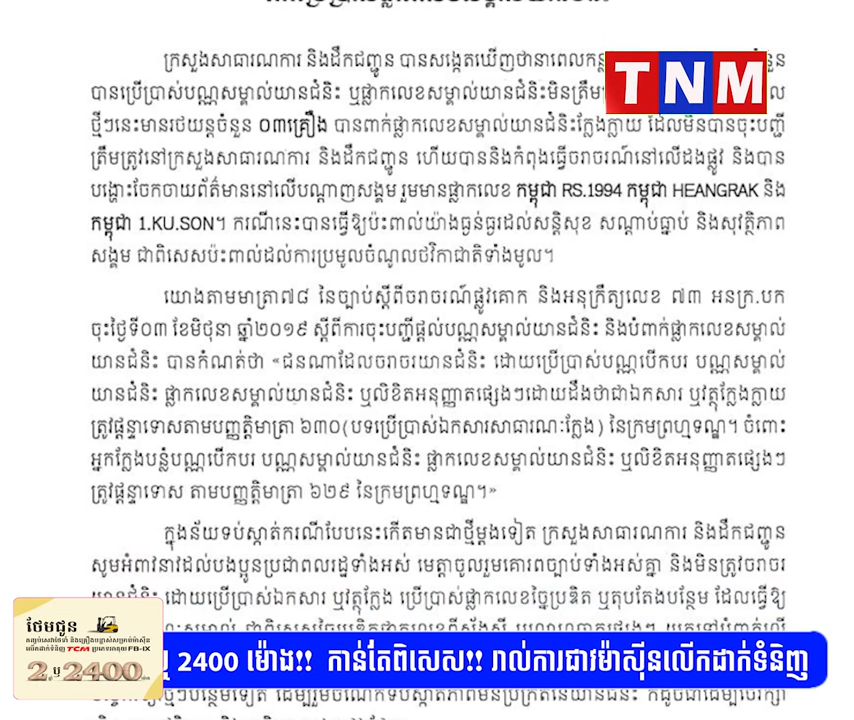 ក្រសួងសាធារណការ និងដឹកជញ្ជូន បានសង្កេតឃើញថានាពេលកន្ល
TNM
បានប្រើប្រាស់បណ្ណសម្គាល់យានជំនិះ ឬផ្លាកលេខសម្គាល់យានជំនិះមិនត្រឹម
ថ្មីៗនេះមានរថយន្តចំនួន ០៣គ្រឿង បានពាក់ផ្លាកលេខសម្គាល់យានជំនិះក្លែងក្លាយ ដែលមិនបានចុះបញ្ជី
ត្រឹមត្រូវនៅក្រសួងសាធារណការ និងដឹកជញ្ជូន ហើយបាននិងកំពុងធ្វើចរាចរណ៍នៅលើដងផ្លូវ និងបាន
បង្ហោះចែកចាយព័ត៌មាននៅលើបណ្តាញសង្គម រួមមានផ្លាកលេខ កម្ពុជា RS.1994 កម្ពុជា HEANGRAK និង
កម្ពុជា 1.KU.SON។ ករណីនេះបានធ្វើឱ្យប៉ះពាល់យ៉ាងធ្ងន់ធ្ងរដល់សន្តិសុខ សណ្តាប់ធ្នាប់ និងសុវត្ថិភាព
សង្គម ជាពិសេសប៉ះពាល់ដល់ការប្រមូលចំណូលថវិកាជាតិទាំងមូល។
យោងតាមមាត្រា៧៨ នៃច្បាប់ស្តីពីចរាចរណ៍ផ្លូវគោក និងអនុក្រឹត្យលេខ ៧៣ អនក្រ.បក
ចុះថ្ងៃទី០៣ ខែមិថុនា ឆ្នាំ២០១៩ ស្តីពីការចុះបញ្ជីផ្តល់បណ្ណសម្គាល់យានជំនិះ និងបំពាក់ផ្លាកលេខសម្គាល់
យានជំនិះ បានកំណត់ថា «ជនណាដែលចរាចរយានជំនិះ ដោយប្រើប្រាស់បណ្ណបើកបរ បណ្ណសម្គាល់
យានជំនិះ ផ្លាកលេខសម្គាល់យានជំនិះ ឬលិខិតអនុញ្ញាតផ្សេងៗដោយដឹងថាជាឯកសារ ឬវត្ថុក្លែងក្លាយ
ត្រូវផ្តន្ទាទោសតាមបញ្ញត្តិមាត្រា ៦៣០(បទប្រើប្រាស់ឯកសារសាធារណៈក្លែង) នៃក្រមព្រហ្មទណ្ឌ។ ចំពោះ
អ្នកក្លែងបន្លំបណ្ណបើកបរ បណ្ណសម្គាល់យានជំនិះ ផ្លាកលេខសម្គាល់យានជំនិះ ឬលិខិតអនុញ្ញាតផ្សេងៗ
ត្រូវផ្តន្ទាទោស តាមបញ្ញត្តិមាត្រា ៦២៩ នៃក្រមព្រហ្មទណ្ឌ។»
ក្នុងន័យទប់ស្កាត់ករណីបែបនេះកើតមានជាថ្មីម្តងទៀត ក្រសួងសាធារណការ និងដឹកជញ្ជូន
សូមអំពាវនាវដល់បងប្អូនប្រជាពលរដ្ឋទាំងអស់ មេត្តាចូលរួមគោរពច្បាប់ទាំងអស់គ្នា និងមិនត្រូវចរាចរ
យានជំនិះ ដោយប្រើប្រាស់ឯកសារ ឬវត្ថុក្លែង ប្រើប្រាស់ផ្លាកលេខច្នៃប្រឌិត ឬតុបតែងបន្ថែម ដែលធ្វើឱ្យ
ថែមជូន
លើកដាក់ទំនិញ TCM ប្រភេទរថយន្ត FB-IX
2ឆ្នាំ ឬ 2400ម៉ោង
ឬ 2400 ម៉ោង!! កាន់តែពិសេស!! រាល់ការជាវម៉ាស៊ីនលើកដាក់ទំនិញ